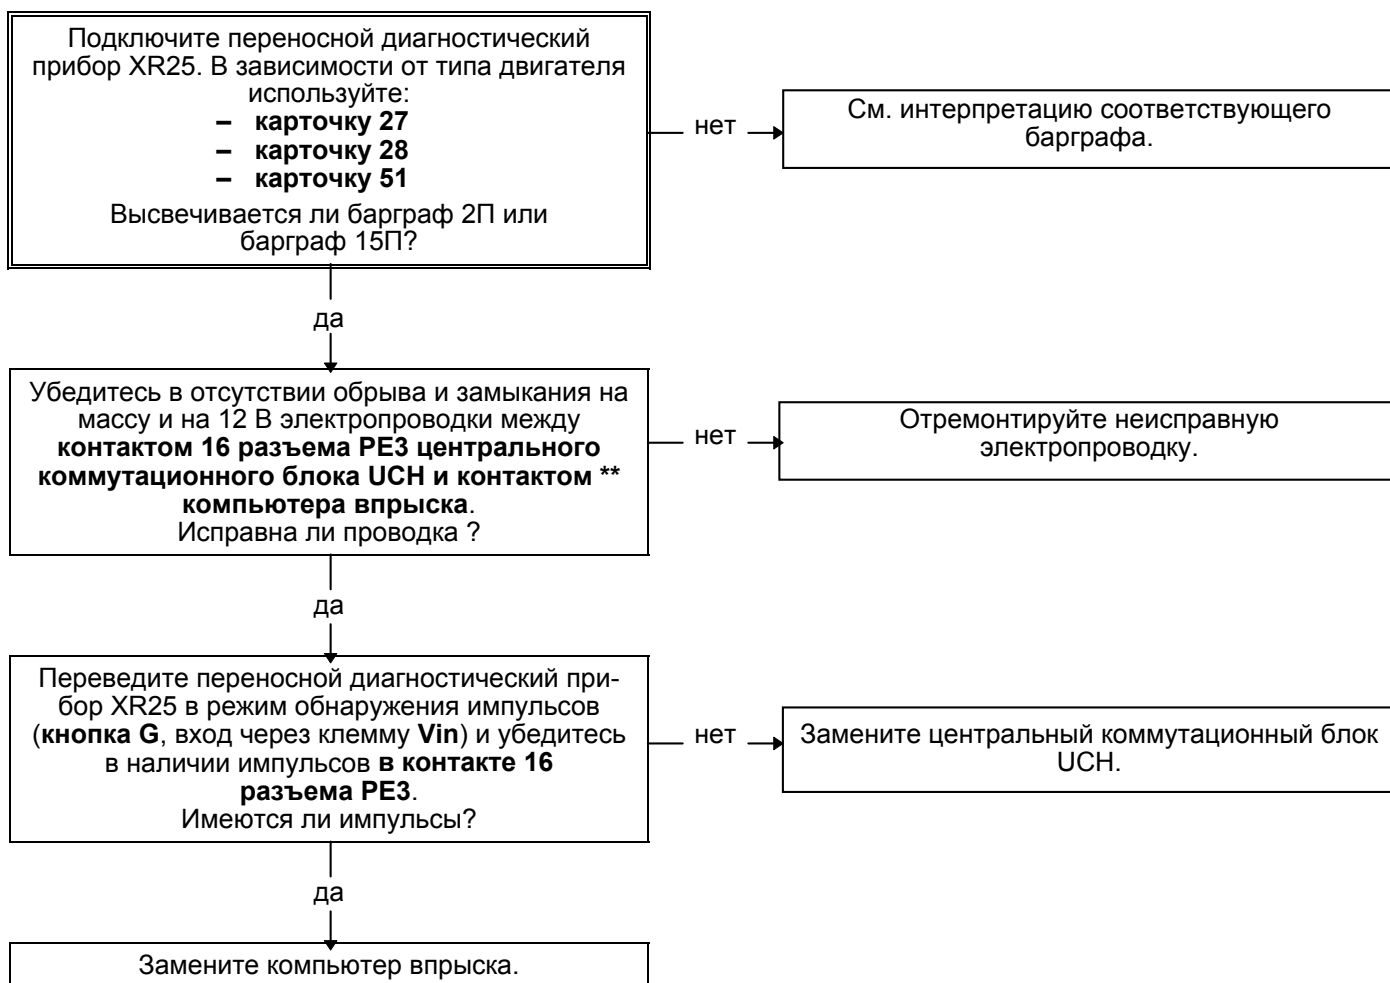 Подключите переносной диагностический
прибор XR25. В зависимости от типа двигателя
используйте:
– карточку 27
– карточку 28
– карточку 51
Высвечивается ли барграф 2П или
барграф 15П?
нет
См. интерпретацию соответствующего
барграфа.
да
Убедитесь в отсутствии обрыва и замыкания на
массу и на 12 В электропроводки между
контактом 16 разъема PE3 центрального
коммутационного блока UCH и контактом **
компьютера впрыска.
Исправна ли проводка ?
нет
Отремонтируйте неисправную
электропроводку.
да
Переведите переносной диагностический при-
бор XR25 в режим обнаружения импульсов
(кнопка G, вход через клемму Vin) и убедитесь
в наличии импульсов в контакте 16
разъема PE3.
Имеются ли импульсы?
нет
Замените центральный коммутационный блок
UCH.
да
Замените компьютер впрыска.